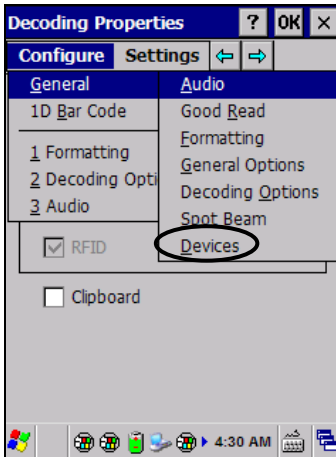 Decoding Properties ? OK ×
Configure Settings
General Audio
1D Bar Code Good Read
Formatting
1 Formatting General Options
2 Decoding Opti Decoding Options
3 Audio Spot Beam
RFID Devices
Clipboard
4:30 AM